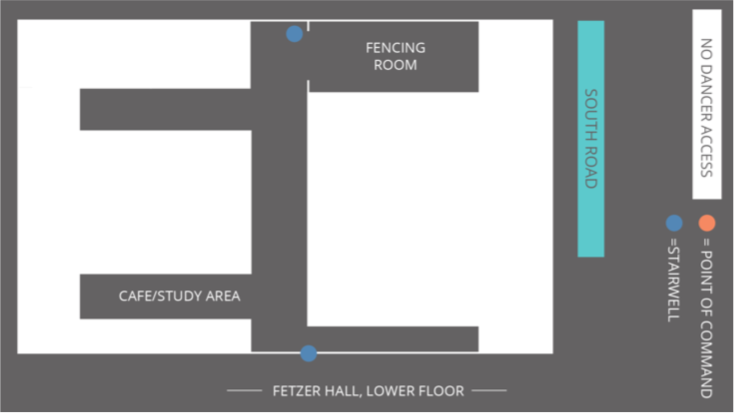 FENCING
ROOM
CAFE/STUDY AREA
FETZER HALL, LOWER FLOOR
SOUTH ROAD
NO DANCER ACCESS
= POINT OF COMMAND
=STAIRWELL